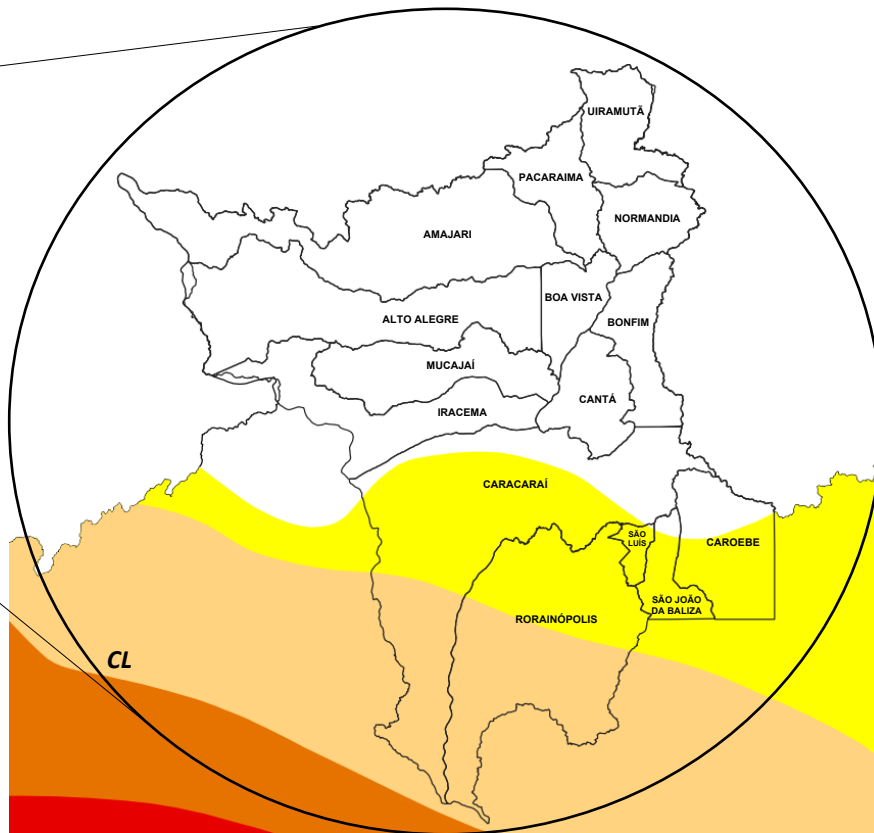 UIRAMUTÃ
PACARAIMA
NORMANDIA
AMAJARI
BOA VISTA
ALTO ALEGRE
BONFIM
MUCAJAÍ
CANTÁ
IRACEMA
CARACARAÍ
SÃO
LUÍS
CAROEBE
SÃO JOÃO
DA BALIZA
RORAINÓPOLIS
CL